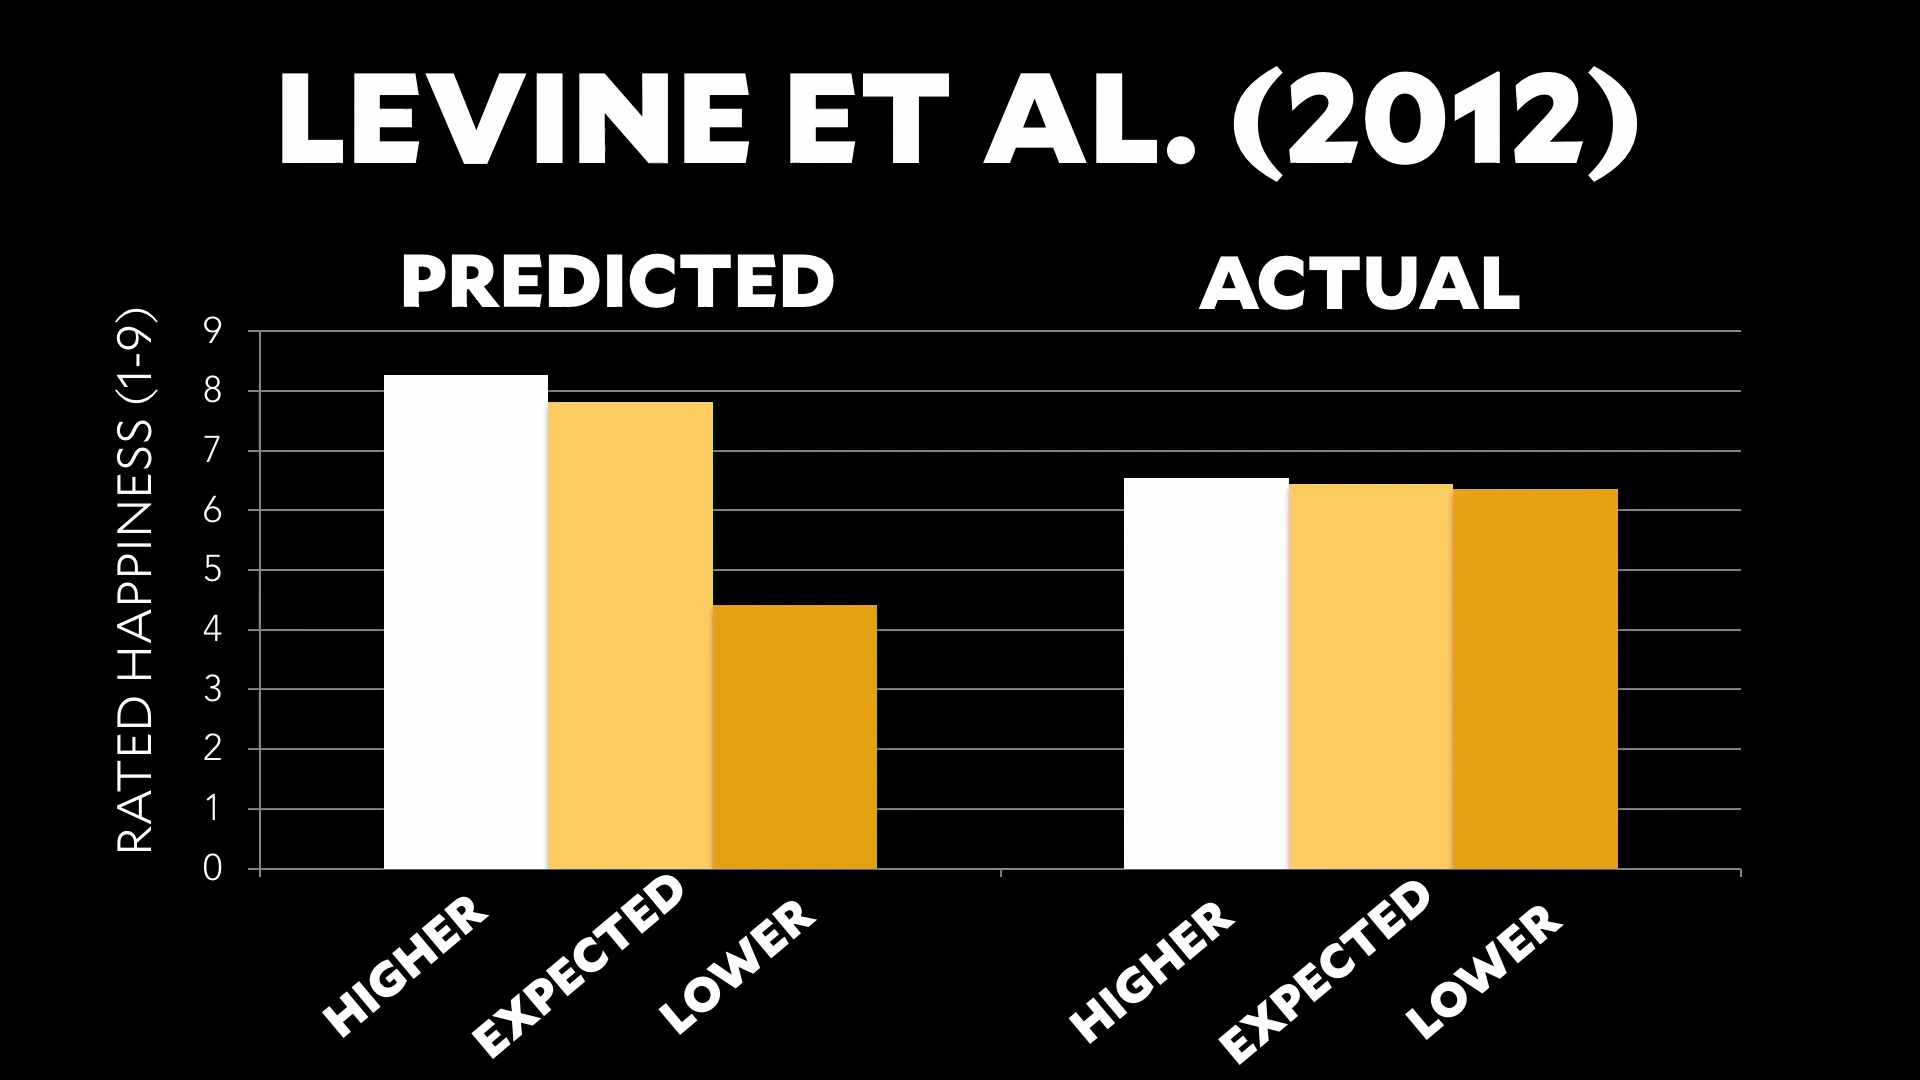 LEVINE ET AL. (2012)
PREDICTED
ACTUAL
RATED HAPPINESS (1-9)
9
8
7
6
5
4
3
2
1
0
HIGHER
EXPECTED
LOWER
HIGHER
EXPECTED
LOWER